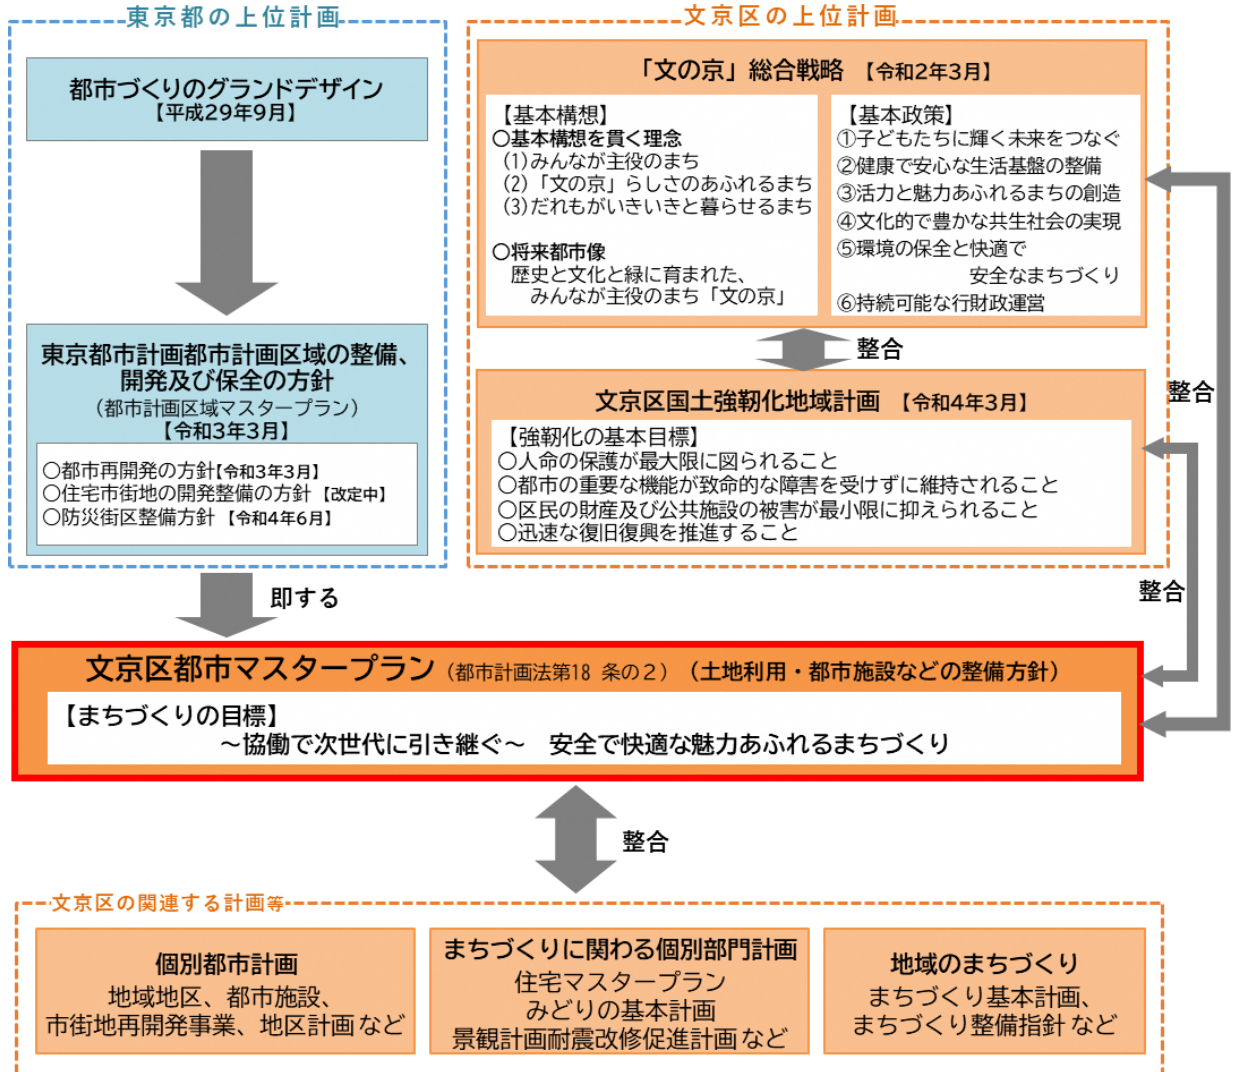 東京都の上位計画
都市づくりのグランドデザイン
【平成29年9月】
東京都市計画都市計画区域の整備、
開発及び保全の方針
（都市計画区域マスタープラン）
【令和3年3月】
○都市再開発の方針【令和3年3月】
○住宅市街地の開発整備の方針【改定中】
○防災街区整備方針【令和4年6月】
即する
文京区の上位計画
「文の京」総合戦略【令和2年3月】
【基本構想】
○基本構想を貫く理念
(1)みんなが主役のまち
(2)「文の京」らしさのあふれるまち
(3)だれもがいきいきと暮らせるまち
○将来都市像
歴史と文化と緑に育まれた、
みんなが主役のまち「文の京」
【基本政策】
①子どもたちに輝く未来をつなぐ
②健康で安心な生活基盤の整備
③活力と魅力あふれるまちの創造
④文化的で豊かな共生社会の実現
⑤環境の保全と快適で
安全なまちづくり
⑥持続可能な行財政運営
整合
文京区国土強靭化地域計画【令和4年3月】
【強靭化の基本目標】
○人命の保護が最大限に図られること
○都市の重要な機能が致命的な障害を受けずに維持されること
○区民の財産及び公共施設の被害が最小限に抑えられること
○迅速な復旧復興を推進すること
整合
整合
文京区都市マスタープラン（都市計画法第18 条の２）（土地利用・都市施設などの整備方針）
【まちづくりの目標】
～協働で次世代に引き継ぐ～　安全で快適な魅力あふれるまちづくり
整合
文京区の関連する計画等
個別都市計画
地域地区、都市施設、
市街地再開発事業、地区計画 など
まちづくりに関わる個別部門計画
住宅マスタープラン
みどりの基本計画
景観計画耐震改修促進計画 など
地域のまちづくり
まちづくり基本計画、
まちづくり整備指針 など